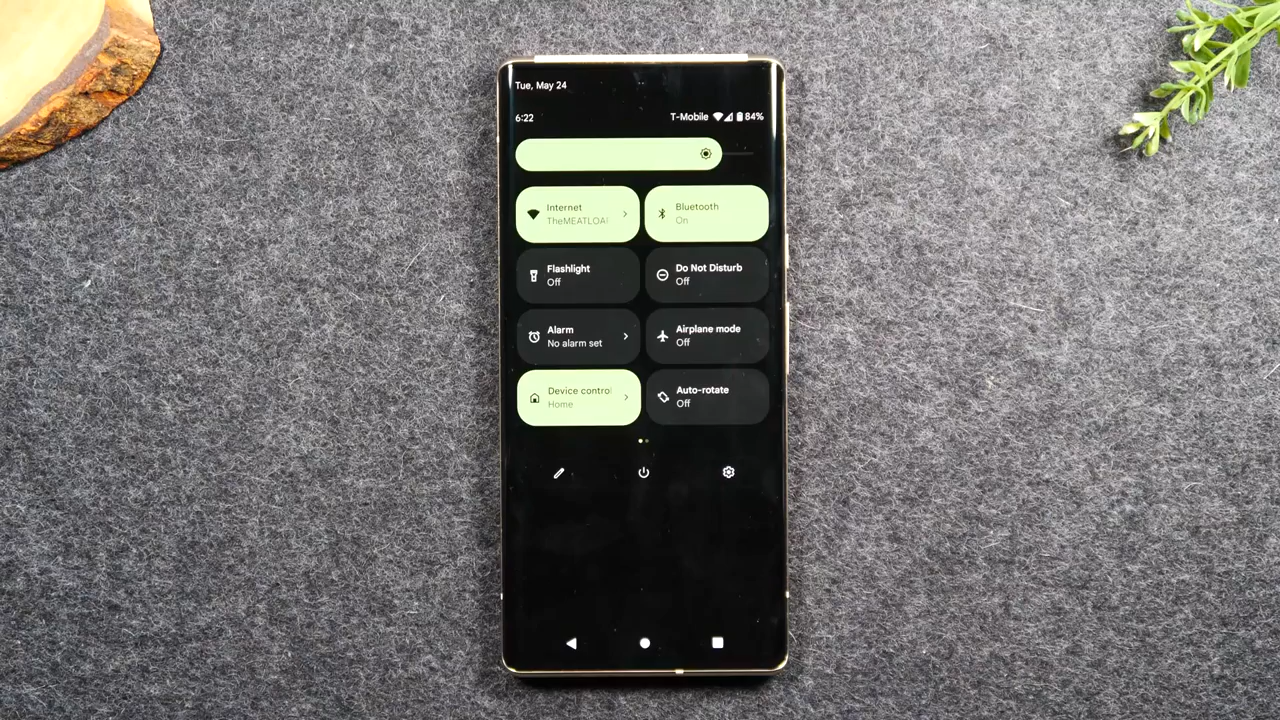 Tue, May 24
6:22
T-Mobile 84%
Internet
TheMEATLOA
Bluetooth
On
Flashlight
Off
Do Not Disturb
Off
Alarm
No alarm set
Airplane mode
Off
Device contro
Home
Auto-rotate
Off